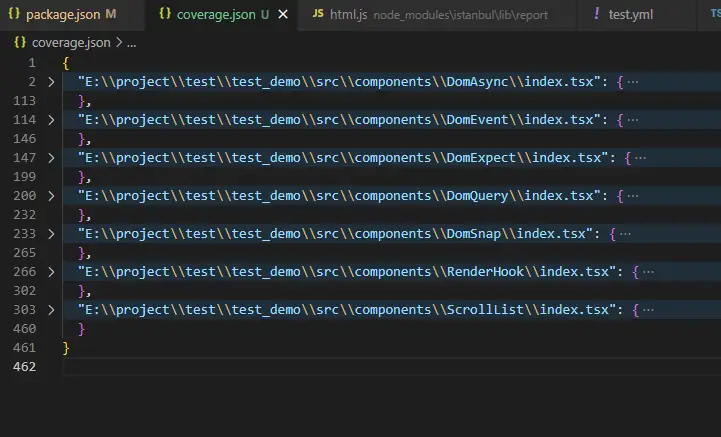 {} package.json M {} coverage.json U × JS html.js node_modules\istanbul\lib\report ! test.yml TS
{} coverage.json > ...
1 {
2 > "E:\\project\\test\\test_demo\\src\\components\\DomAsync\\index.tsx": {···
113 },
114 > "E:\\project\\test\\test_demo\\src\\components\\DomEvent\\index.tsx": {···
146 },
147 > "E:\\project\\test\\test_demo\\src\\components\\DomExpect\\index.tsx": {···
199 },
200 > "E:\\project\\test\\test_demo\\src\\components\\DomQuery\\index.tsx": {···
232 },
233 > "E:\\project\\test\\test_demo\\src\\components\\DomSnap\\index.tsx": {···
265 },
266 > "E:\\project\\test\\test_demo\\src\\components\\RenderHook\\index.tsx": {···
302 },
303 > "E:\\project\\test\\test_demo\\src\\components\\ScrollList\\index.tsx": {···
460 }
461 }
462